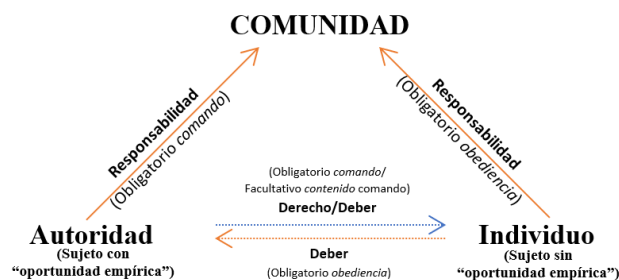 COMUNIDAD
Responsabilidad
(Obligatorio comando)
Responsabilidad
(Obligatorio obediencia)
(Obligatorio comando/
Facultativo contenido comando)
Derecho/Deber
Autoridad
(Sujeto con
“oportunidad empírica”)
Deber
(Obligatorio obediencia)
Individuo
(Sujeto sin
“oportunidad empírica”)